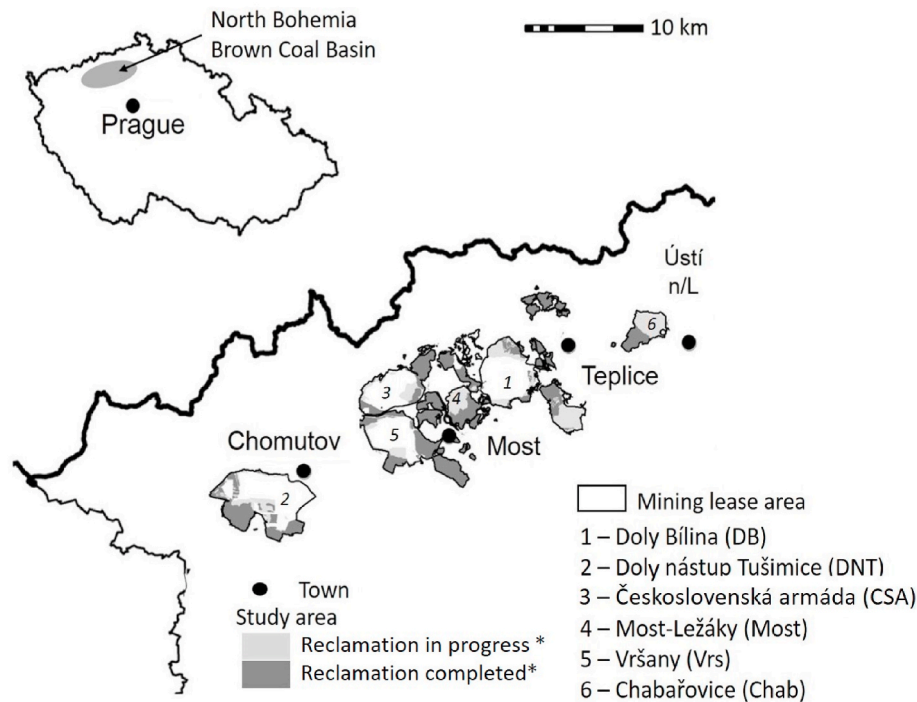 North Bohemia
Brown Coal Basin
10 km
Prague
Ústí
n/L
6
Teplice
1
3
4
5
Most
Chomutov
2
Town
Study area
Reclamation in progress *
Reclamation completed*
Mining lease area
1 – Doly Bílina (DB)
2 – Doly nástup Tušimice (DNT)
3 – Československá armáda (CSA)
4 – Most-Ležáky (Most)
5 – Vršany (Vrs)
6 – Chabařovice (Chab)